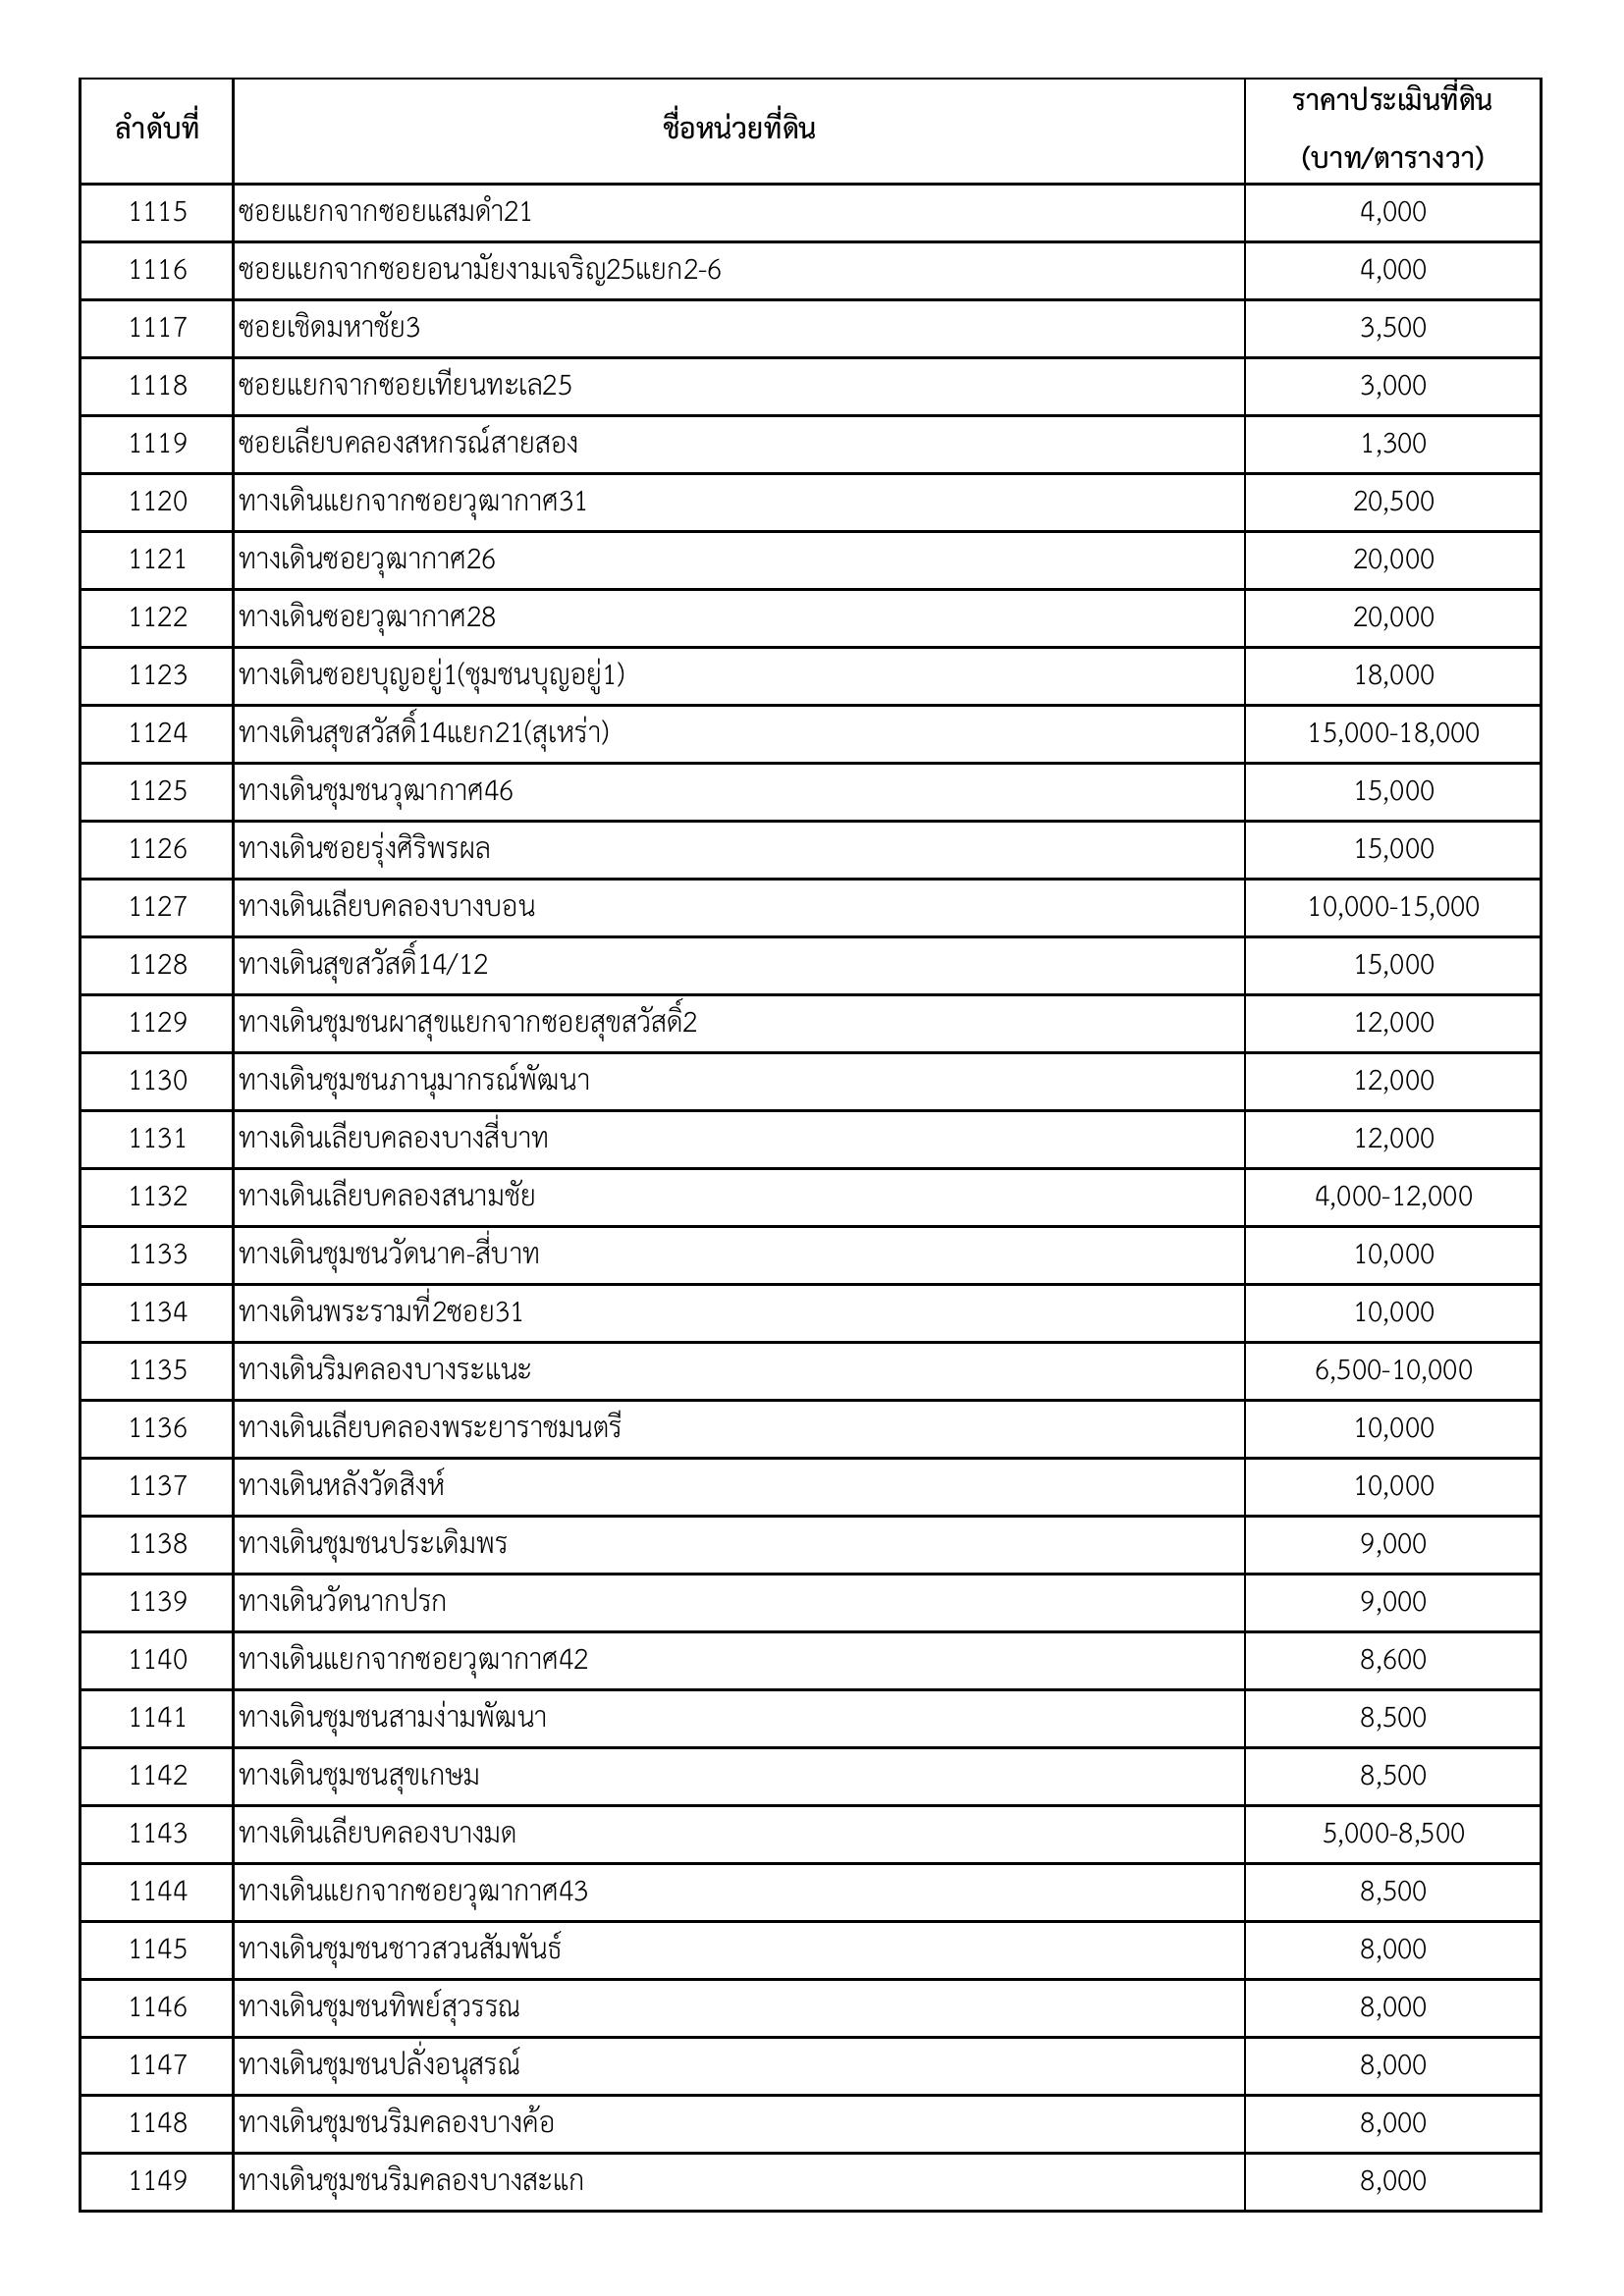 ลำดับที่ ชื่อหน่วยที่ดิน ราคาประเมินที่ดิน
(บาท/ตารางวา)
1115 ซอยแยกจากซอยแสมดำ21 4,000
1116 ซอยแยกจากซอยอนามัยงามเจริญ25แยก2-6 4,000
1117 ซอยเชิดมหาชัย3 3,500
1118 ซอยแยกจากซอยเทียนทะเล25 3,000
1119 ซอยเลียบคลองสหกรณ์สายสอง 1,300
1120 ทางเดินแยกจากซอยวุฒากาศ31 20,500
1121 ทางเดินซอยวุฒากาศ26 20,000
1122 ทางเดินซอยวุฒากาศ28 20,000
1123 ทางเดินซอยบุญอยู่1(ชุมชนบุญอยู่1) 18,000
1124 ทางเดินสุขสวัสดิ์14แยก21(สุเหร่า) 15,000-18,000
1125 ทางเดินชุมชนวุฒากาศ46 15,000
1126 ทางเดินซอยรุ่งศิริพรผล 15,000
1127 ทางเดินเลียบคลองบางบอน 10,000-15,000
1128 ทางเดินสุขสวัสดิ์14/12 15,000
1129 ทางเดินชุมชนผาสุขแยกจากซอยสุขสวัสดิ์2 12,000
1130 ทางเดินชุมชนภานุมากรณ์พัฒนา 12,000
1131 ทางเดินเลียบคลองบางสี่บาท 12,000
1132 ทางเดินเลียบคลองสนามชัย 4,000-12,000
1133 ทางเดินชุมชนวัดนาค-สี่บาท 10,000
1134 ทางเดินพระรามที่2ซอย31 10,000
1135 ทางเดินริมคลองบางระแนะ 6,500-10,000
1136 ทางเดินเลียบคลองพระยาราชมนตรี 10,000
1137 ทางเดินหลังวัดสิงห์ 10,000
1138 ทางเดินชุมชนประเดิมพร 9,000
1139 ทางเดินวัดนากปรก 9,000
1140 ทางเดินแยกจากซอยวุฒากาศ42 8,600
1141 ทางเดินชุมชนสามง่ามพัฒนา 8,500
1142 ทางเดินชุมชนสุขเกษม 8,500
1143 ทางเดินเลียบคลองบางมด 5,000-8,500
1144 ทางเดินแยกจากซอยวุฒากาศ43 8,500
1145 ทางเดินชุมชนชาวสวนสัมพันธ์ 8,000
1146 ทางเดินชุมชนทิพย์สุวรรณ 8,000
1147 ทางเดินชุมชนปลั่งอนุสรณ์ 8,000
1148 ทางเดินชุมชนริมคลองบางค้อ 8,000
1149 ทางเดินชุมชนริมคลองบางสะแก 8,000